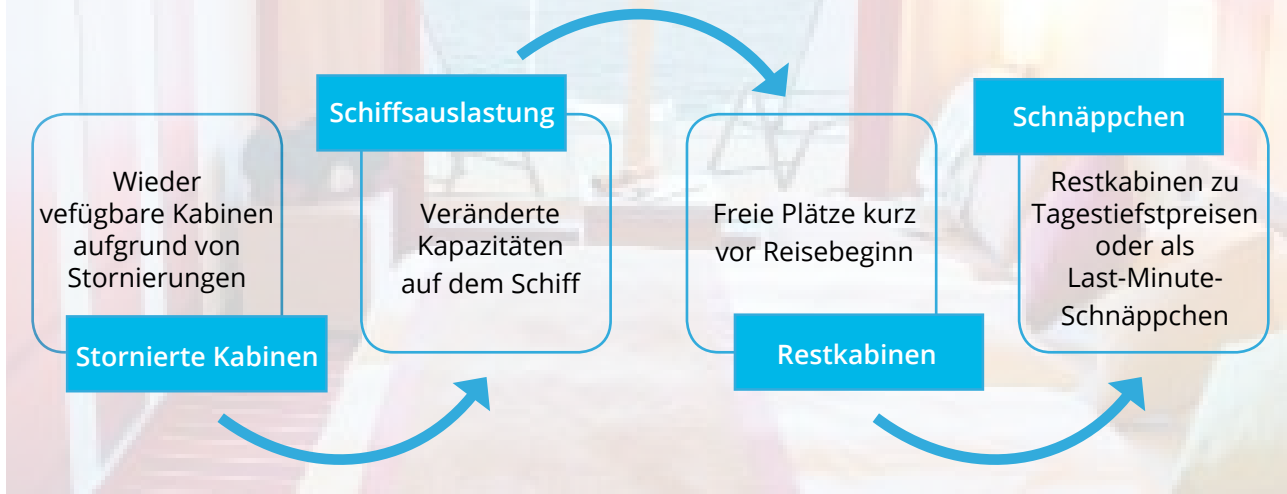 Wieder
vefügbare Kabinen
aufgrund von
Stornierungen
Stornierte Kabinen
Schiffsauslastung
Veränderte
Kapazitäten
auf dem Schiff
Freie Plätze kurz
vor Reisebeginn
Restkabinen
Schnäppchen
Restkabinen zu
Tagestiefstpreisen
oder als
Last-Minute-
Schnäppchen